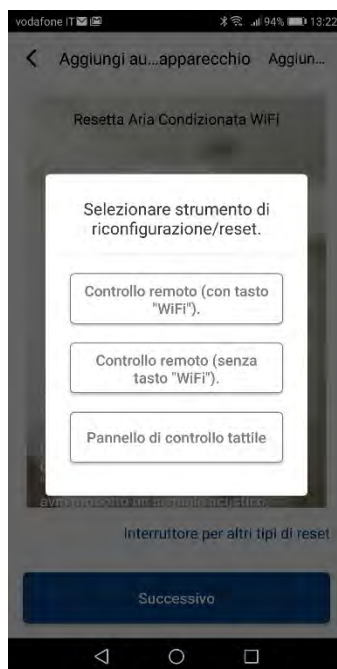 vodafone IT 94% 13:22
Aggiungi au...apparecchio Aggiun...
Resetta Aria Condizionata WiFi
Selezionare strumento di
riconfigurazione/reset.
Controllo remoto (con tasto
"WiFi").
Controllo remoto (senza
tasto "WiFi").
Pannello di controllo tattile
Interruttore per altri tipi di reset
Successivo